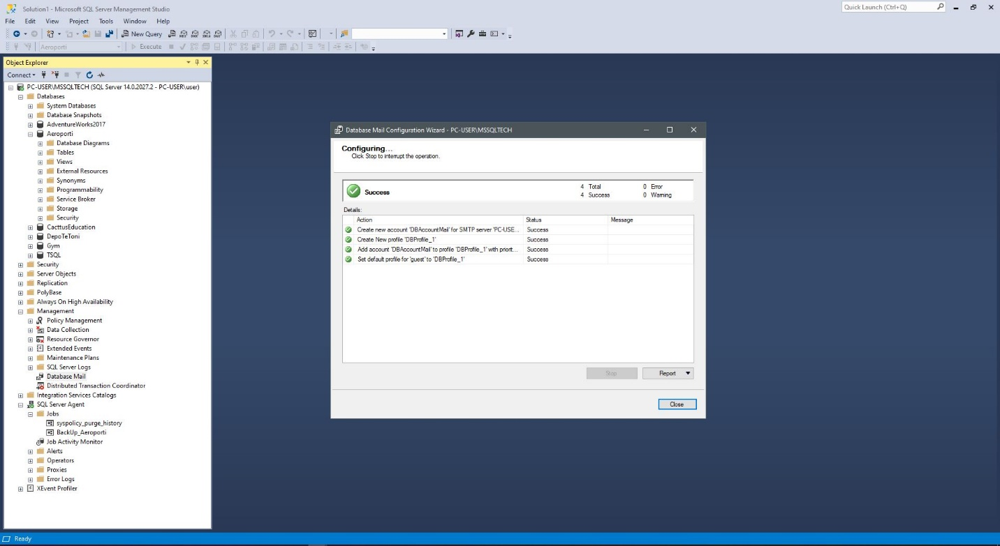 Solution1 - Microsoft SQL Server Management Studio
Quick Launch (Ctrl+Q)
File Edit View Project Tools Window Help
New Query
Aeroporti Execute
Object Explorer
Connect
PC-USER\MSSQLTECH (SQL Server 14.0.2027.2 - PC-USER\user)
Databases
System Databases
Database Snapshots
AdventureWorks2017
Aeroporti
Database Diagrams
Tables
Views
External Resources
Synonyms
Programmability
Service Broker
Storage
Security
CacttusEducation
DepoTeToni
Gym
TSQL
Security
Server Objects
Replication
PolyBase
Always On High Availability
Management
Policy Management
Data Collection
Resource Governor
Extended Events
Maintenance Plans
SQL Server Logs
Database Mail
Distributed Transaction Coordinator
Integration Services Catalogs
SQL Server Agent
Jobs
syspolicy_purge_history
BackUp_Aeroporti
Job Activity Monitor
Alerts
Operators
Proxies
Error Logs
XEvent Profiler
Database Mail Configuration Wizard - PC-USER\MSSQLTECH
Configuring...
Click Stop to interrupt the operation.
Success
4 Total 0 Error
4 Success 0 Warning
Details:
Action Status Message
Create new account 'DBAccountMail' for SMTP server 'PC-USE... Success
Create New profile 'DBProfile_1' Success
Add account 'DBAccountMail' to profile 'DBProfile_1' with priorit... Success
Set default profile for 'guest' to 'DBProfile_1' Success
Stop Report
Close
Ready